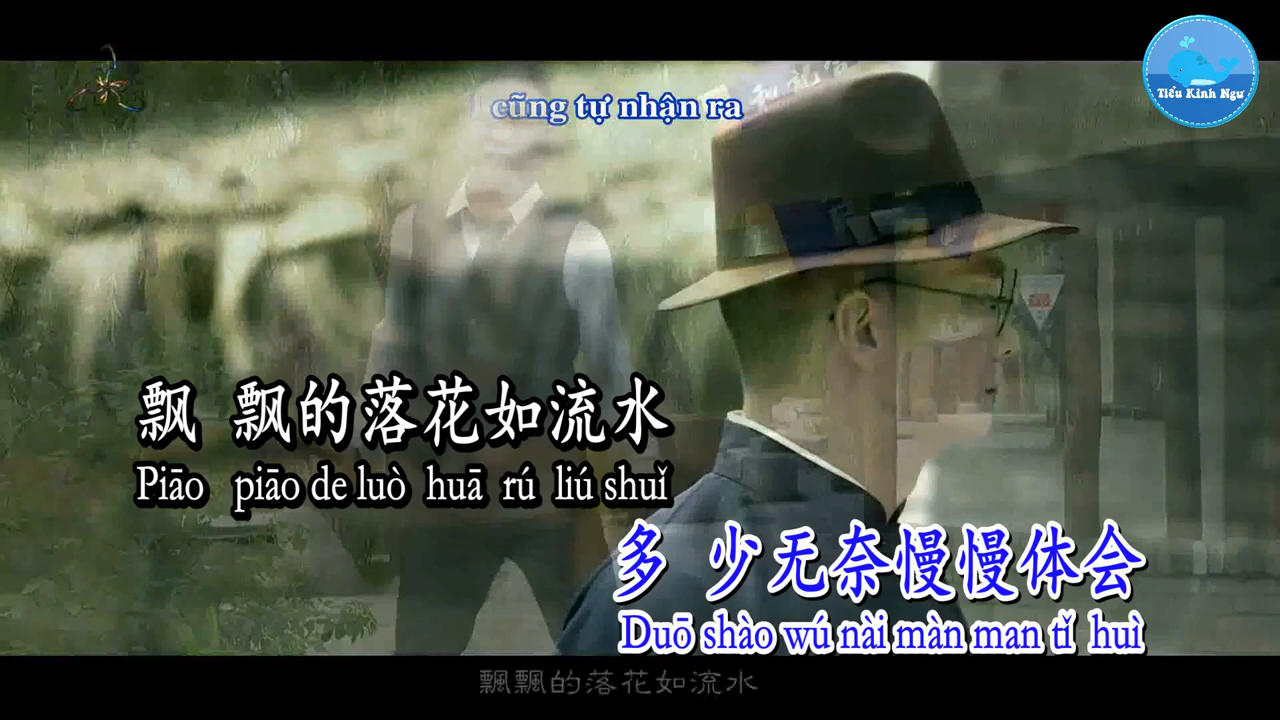 Tiểu Kình Ngư
cũng tự nhận ra
飘 飘的落花如流水
Piāo piāo de luò huā rú liú shuǐ
多 少无奈慢慢体会
Duō shào wú nài màn man tǐ huì
飄飄的落花如流水